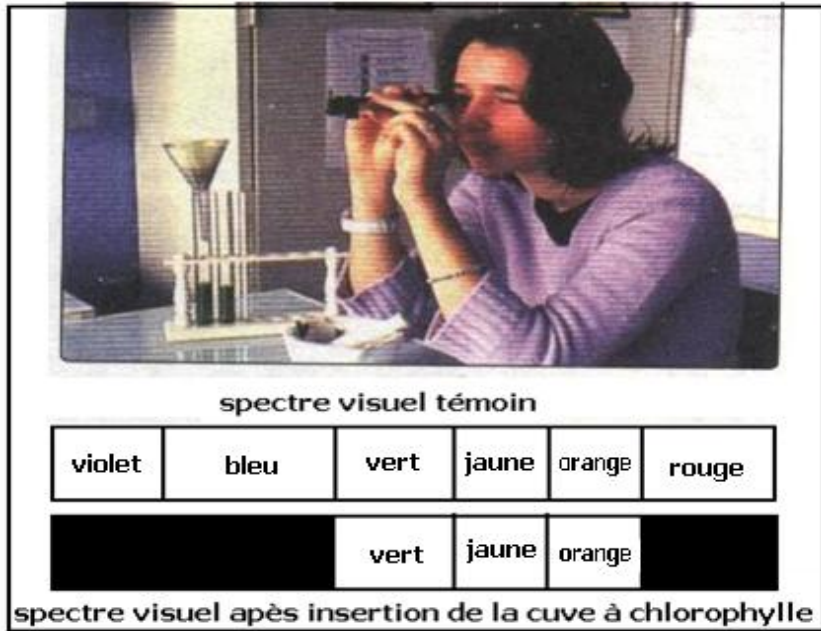 spectre visuel témoin
violet bleu vert jaune orange rouge
vert jaune orange
spectre visuel apès insertion de la cuve à chlorophylle